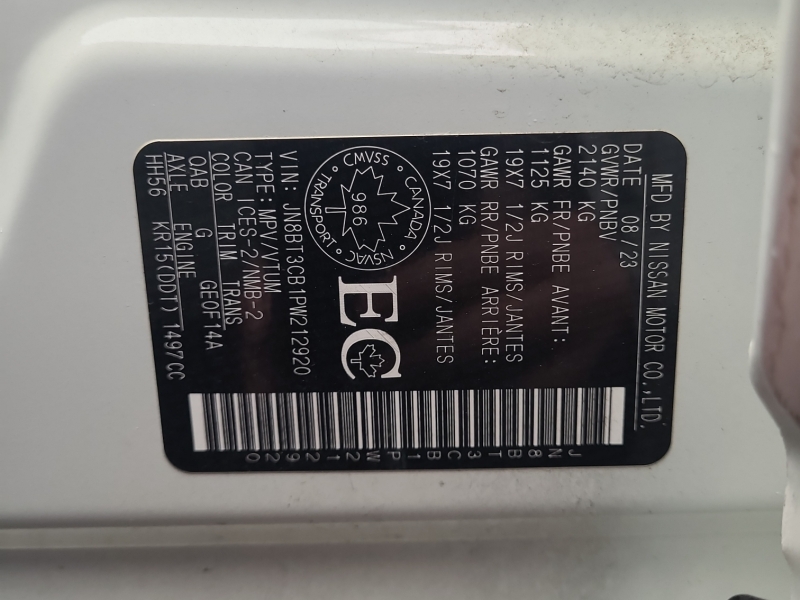 MFD BY NISSAN MOTOR CO.,LTD.
DATE 08/23
GVWR/PNBV
2140 KG
GAWR FR/PNBE AVANT:
1125 KG
19X7 1/2J RIMS/JANTES
GAWR RR/PNBE ARRIÈRE:
1070 KG
19X7 1/2J RIMS/JANTES
CANADA
CMVSS
TRANSPORT
NSVAC
986
EC
VIN: JN8BT3CB1PW212920
TYPE:MPV/VTUM
CAN ICES-2/NMB-2
COLOR TRIM TRANS
QAB G GE0F14A
AXLE ENGINE
HH56 KR15(DDT)1497CC
JN8BT3CB1PW212920